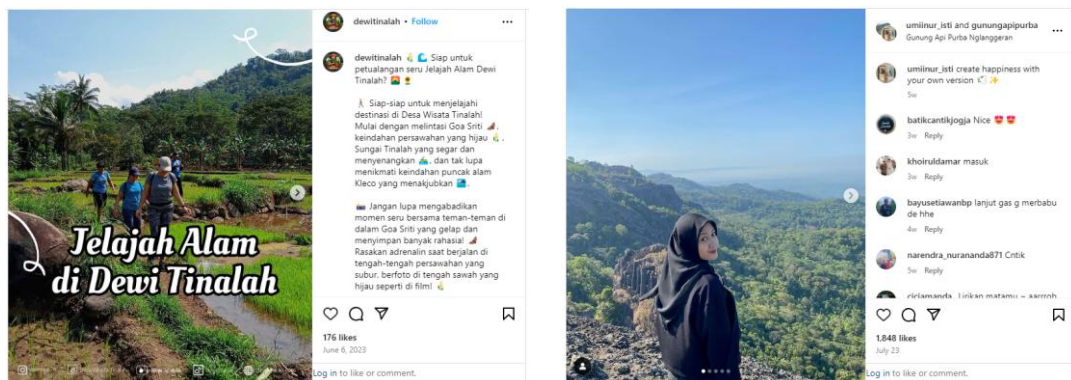 dewitinalah • Follow
dewitinalah Siap untuk
petualangan seru Jelajah Alam Dewi
Tinalah?
Siap-siap untuk menjelajahi
destinasi di Desa Wisata Tinalah!
Mulai dengan melintasi Goa Sriti ,
keindahan persawahan yang hijau ,
Sungai Tinalah yang segar dan
menyenangkan , dan tak lupa
menikmati keindahan puncak alam
Kleco yang menakjubkan .
Jangan lupa mengabadikan
momen seru bersama teman-teman di
dalam Goa Sriti yang gelap dan
menyimpan banyak rahasia!
Rasakan adrenalin saat berjalan di
tengah-tengah persawahan yang
subur, berfoto di tengah sawah yang
hijau seperti di film!
Jelajah Alam
di Dewi Tinalah
176 likes
June 6, 2023
Log in to like or comment.
umiinur_isti and gunungapipurba
Gunung Api Purba Nglanggeran
umiinur_isti create happiness with
your own version
5w
batikcantikjogja Nice
3w Reply
khoiruldamar masuk
3w Reply
bayusetiawanbp lanjut gas g merbabu
de hhe
4w Reply
narendra_nurananda871 Cntik
5w Reply
1,848 likes
July 23
Log in to like or comment.